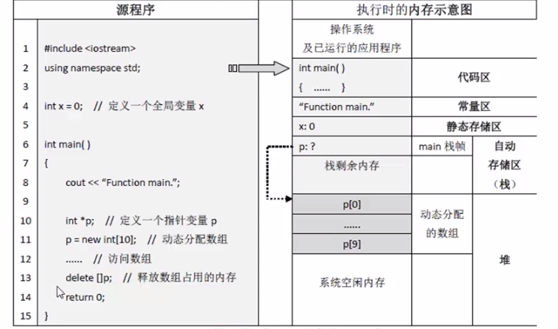 源程序
1 #include <iostream>
2 using namespace std;
3
4 int x = 0; // 定义一个全局变量 x
5
6 int main( )
7 {
8 cout << “Function main.”;
9
10 int *p; // 定义一个指针变量 p
11 p = new int[10]; // 动态分配数组
12 …… // 访问数组
13 delete []p; // 释放数组占用的内存
14 return 0;
15 }
执行时的内存示意图
操作系统
及已运行的应用程序
int main( )
{ …… }
代码区
“Function main.”
常量区
x: 0
静态存储区
p: ?
main 栈帧
自动
存储区
(栈)
栈剩余内存
p[0]
……
p[9]
动态分配
的数组
堆
系统空闲内存